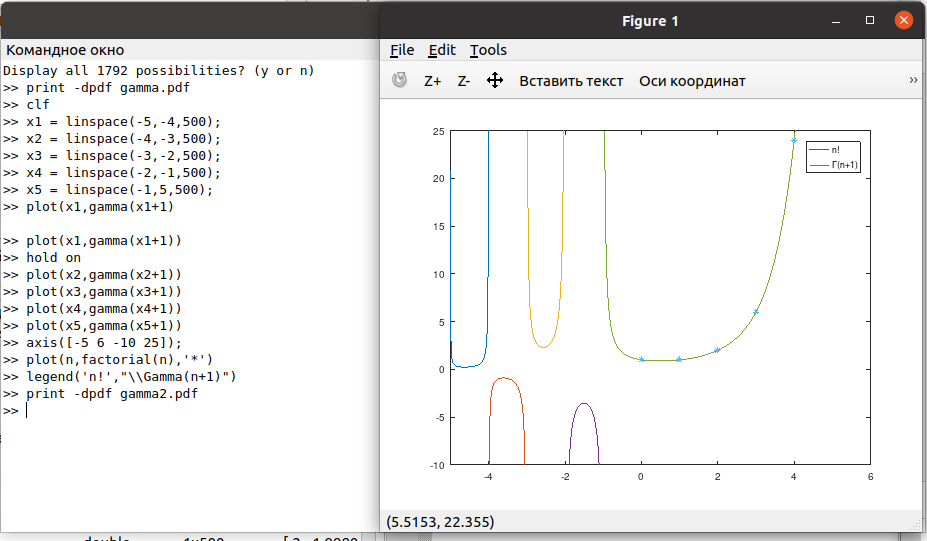 Командное окно
Display all 1792 possibilities? (y or n)
>> print -dpdf gamma.pdf
>> clf
>> x1 = linspace(-5,-4,500);
>> x2 = linspace(-4,-3,500);
>> x3 = linspace(-3,-2,500);
>> x4 = linspace(-2,-1,500);
>> x5 = linspace(-1,5,500);
>> plot(x1,gamma(x1+1)
>> plot(x1,gamma(x1+1))
>> hold on
>> plot(x2,gamma(x2+1))
>> plot(x3,gamma(x3+1))
>> plot(x4,gamma(x4+1))
>> plot(x5,gamma(x5+1))
>> axis([-5 6 -10 25]);
>> plot(n,factorial(n),'*')
>> legend('n!',"\\Gamma(n+1)")
>> print -dpdf gamma2.pdf
>>
Figure 1
File Edit Tools
Z+ Z- Вставить текст Оси координат »
25
20
15
10
5
0
-5
-10
-4 -2 0 2 4 6
n!
Γ(n+1)
(5.5153, 22.355)